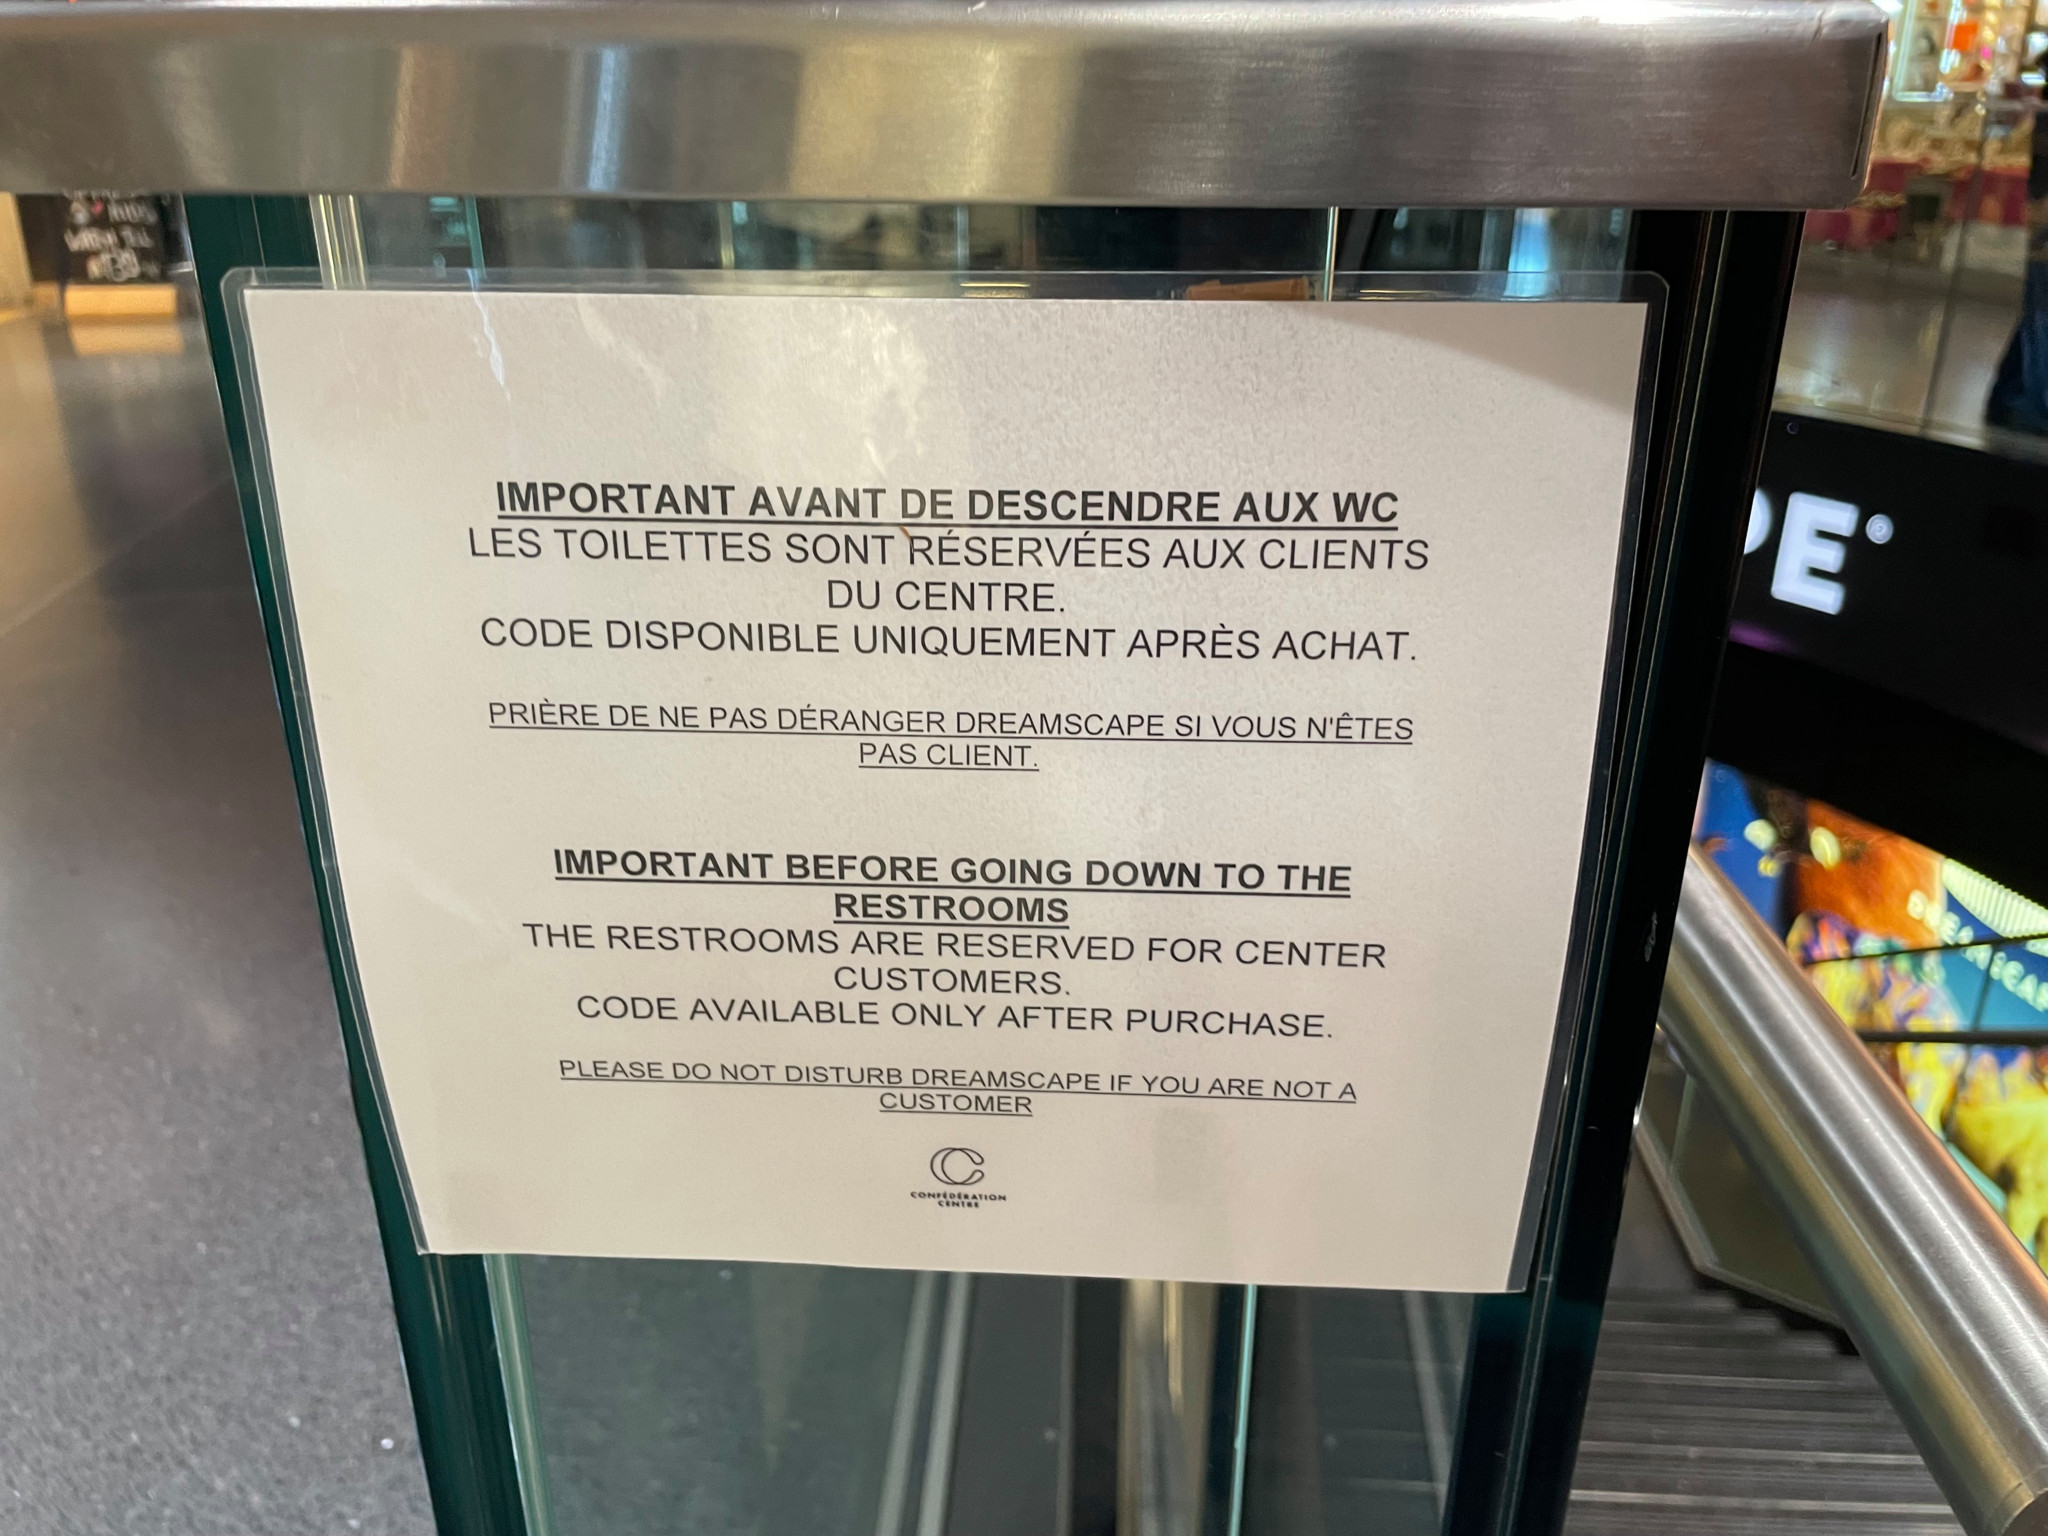 IMPORTANT AVANT DE DESCENDRE AUX WC
LES TOILETTES SONT RÉSERVÉES AUX CLIENTS
DU CENTRE.
CODE DISPONIBLE UNIQUEMENT APRÈS ACHAT.
PRIÈRE DE NE PAS DÉRANGER DREAMSCAPE SI VOUS N'ÊTES
PAS CLIENT.
IMPORTANT BEFORE GOING DOWN TO THE
RESTROOMS
THE RESTROOMS ARE RESERVED FOR CENTER
CUSTOMERS.
CODE AVAILABLE ONLY AFTER PURCHASE.
PLEASE DO NOT DISTURB DREAMSCAPE IF YOU ARE NOT A
CUSTOMER
CONFÉDÉRATION
CENTRE
PE